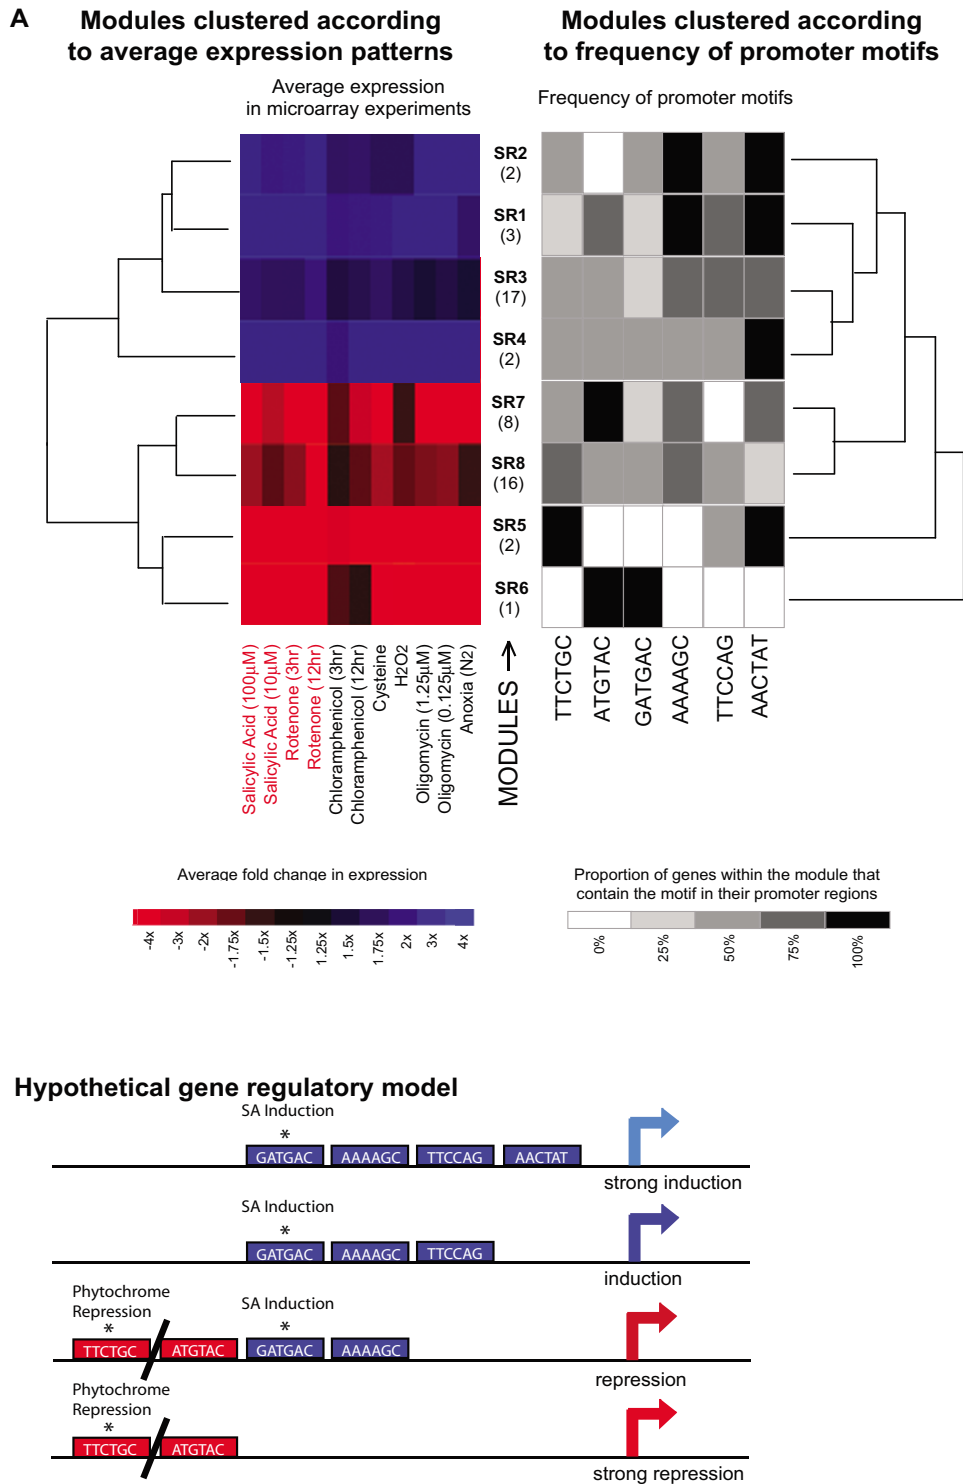 A
Modules clustered according
to average expression patterns
Modules clustered according
to frequency of promoter motifs
Average expression
in microarray experiments
Frequency of promoter motifs
SR2
(2)
SR1
(3)
SR3
(17)
SR4
(2)
SR7
(8)
SR8
(16)
SR5
(2)
SR6
(1)
Salicylic Acid (100µM)
Salicylic Acid (10µM)
Rotenone (3hr)
Rotenone (12hr)
Chloramphenicol (3hr)
Chloramphenicol (12hr)
Cysteine
H2O2
Oligomycin (1.25µM)
Oligomycin (0.125µM)
Anoxia (N2)
MODULES →
TTCTGC
ATGTAC
GATGAC
AAAAGC
TTCCAG
AACTAT
Average fold change in expression
-4x
-3x
-2x
-1.75x
-1.5x
-1.25x
1.25x
1.5x
1.75x
2x
3x
4x
Proportion of genes within the module that
contain the motif in their promoter regions
0%
25%
50%
75%
100%
Hypothetical gene regulatory model
SA Induction
*
GATGAC AAAAGC TTCCAG AACTAT
strong induction
SA Induction
*
GATGAC AAAAGC TTCCAG
induction
Phytochrome
Repression
*
SA Induction
*
TTCTGC ATGTAC GATGAC AAAAGC
repression
Phytochrome
Repression
*
TTCTGC ATGTAC
strong repression